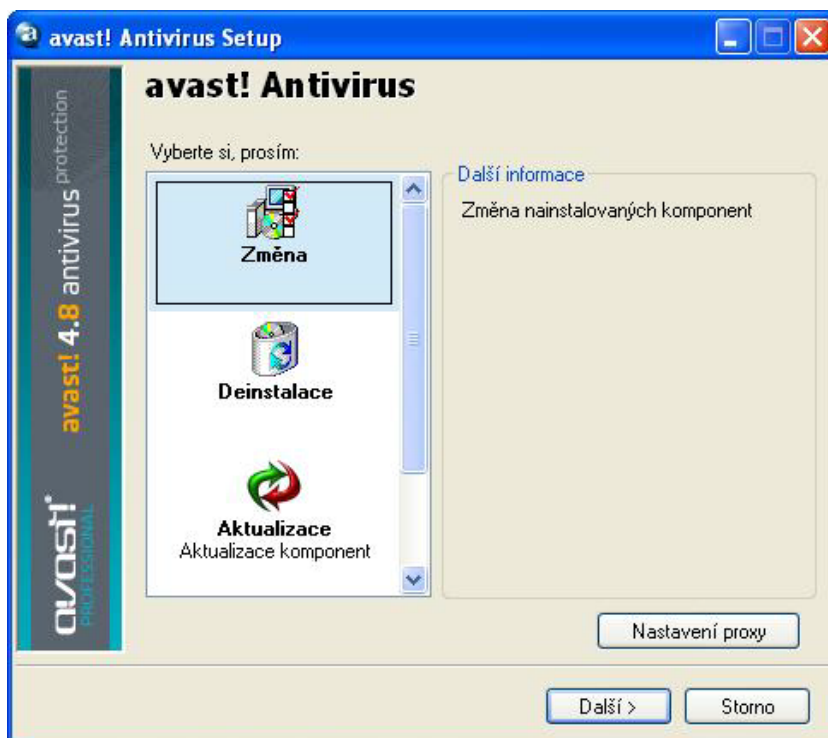 avast! Antivirus Setup
avast! Antivirus
Vyberte si, prosím:
Změna
Deinstalace
Aktualizace
Aktualizace komponent
Další informace
Změna nainstalovaných komponent
Nastavení proxy
Další >
Storno
avast! 4.8 antivirus protection
avast!
PROFESSIONAL